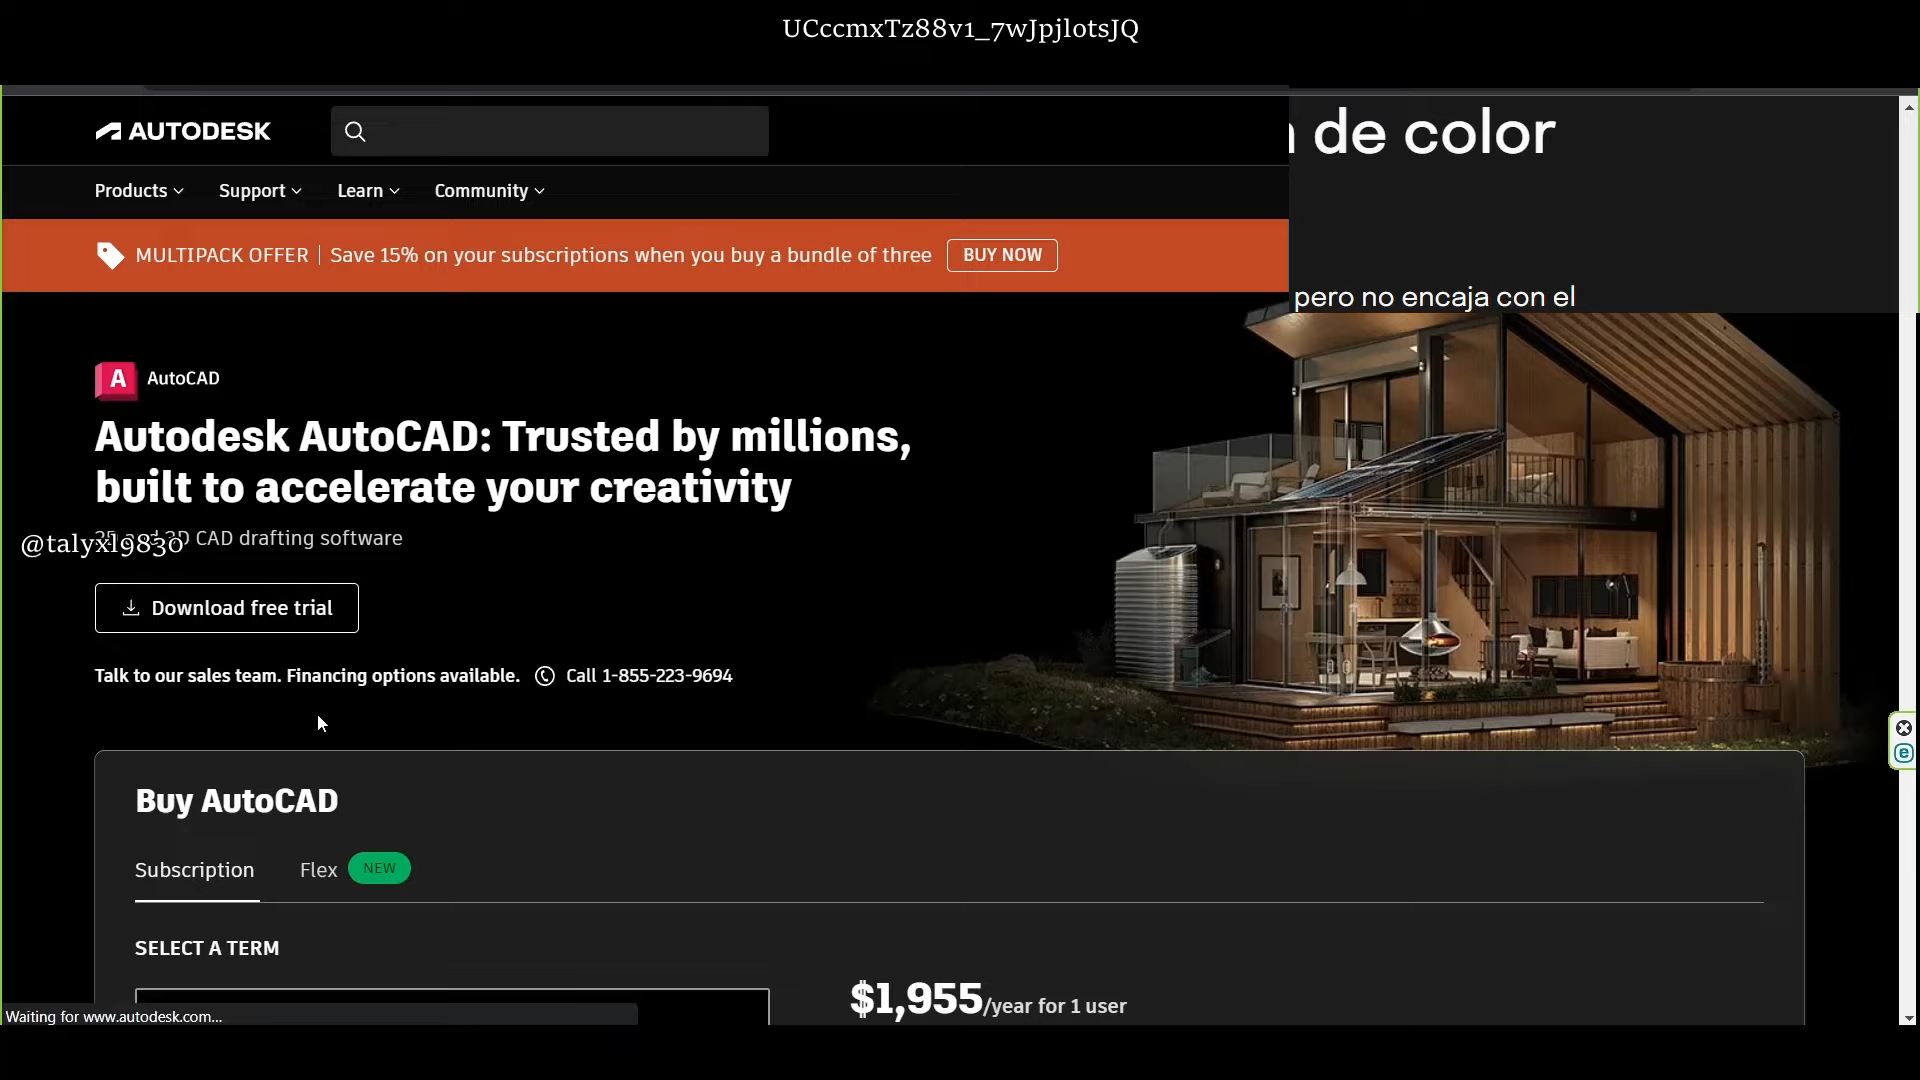 UCccmxTz88v1_7wJpjlotsJQ
AUTODESK
de color
Products
Support
Learn
Community
MULTIPACK OFFER
Save 15% on your subscriptions when you buy a bundle of three
BUY NOW
pero no encaja con el
A
AutoCAD
Autodesk AutoCAD: Trusted by millions,
built to accelerate your creativity
CAD drafting software
@talyxl9830
Download free trial
Talk to our sales team. Financing options available.
Call 1-855-223-9694
Buy AutoCAD
Subscription
Flex
NEW
SELECT A TERM
$1,955/year for 1 user
Waiting for www.autodesk.com...